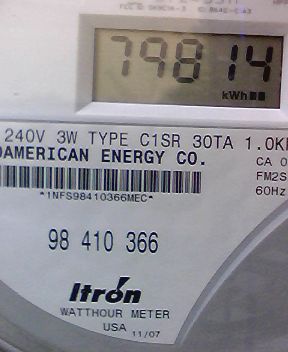 79814
kWh
240V 3W TYPE C1SR 30TA 1.0K
AMERICAN ENERGY CO.
CA
FM2S
60Hz
*1NFS98410366MEC*
98 410 366
Itron
WATTHOUR METER
USA 11/07